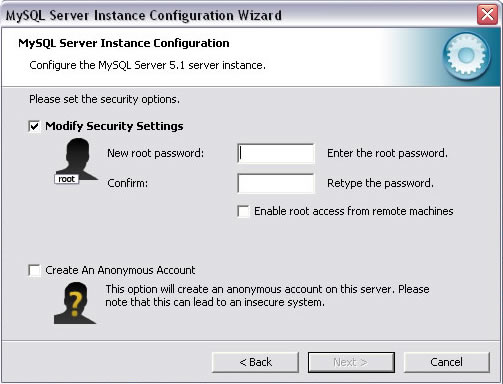 MySQL Server Instance Configuration Wizard
MySQL Server Instance Configuration
Configure the MySQL Server 5.1 server instance.
Please set the security options.
Modify Security Settings
New root password: Enter the root password.
root
Confirm: Retype the password.
Enable root access from remote machines
Create An Anonymous Account
This option will create an anonymous account on this server. Please
note that this can lead to an insecure system.
< Back Next > Cancel